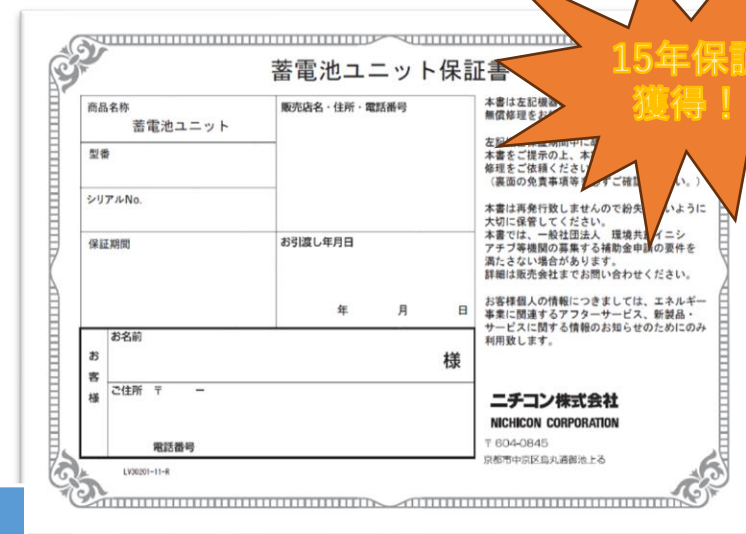 蓄電池ユニット保証書
15年保証
獲得！
商品名称
蓄電池ユニット
型番
シリアルNo.
保証期間
販売店名・住所・電話番号
お引渡し年月日
年 月 日
お客様
お名前
様
ご住所 〒 －
電話番号
LV30201-11-R
本書は左記機器
無償修理をお
左記
本書をご提示の上、本
修理をご依頼ください
（裏面の免責事項等 ずご確認 い。）
本書は再発行致しませんので紛失 いように
大切に保管してください。
本書では、一般社団法人 環境共創イニシ
アチブ等機関の募集する補助金申請の要件を
満たさない場合があります。
詳細は販売会社までお問い合わせください。
お客様個人の情報につきましては、エネルギー
事業に関連するアフターサービス、新製品・
サービスに関する情報のお知らせのためにのみ
利用致します。
ニチコン株式会社
NICHICON CORPORATION
〒604-0845
京都市中京区烏丸通御池上る